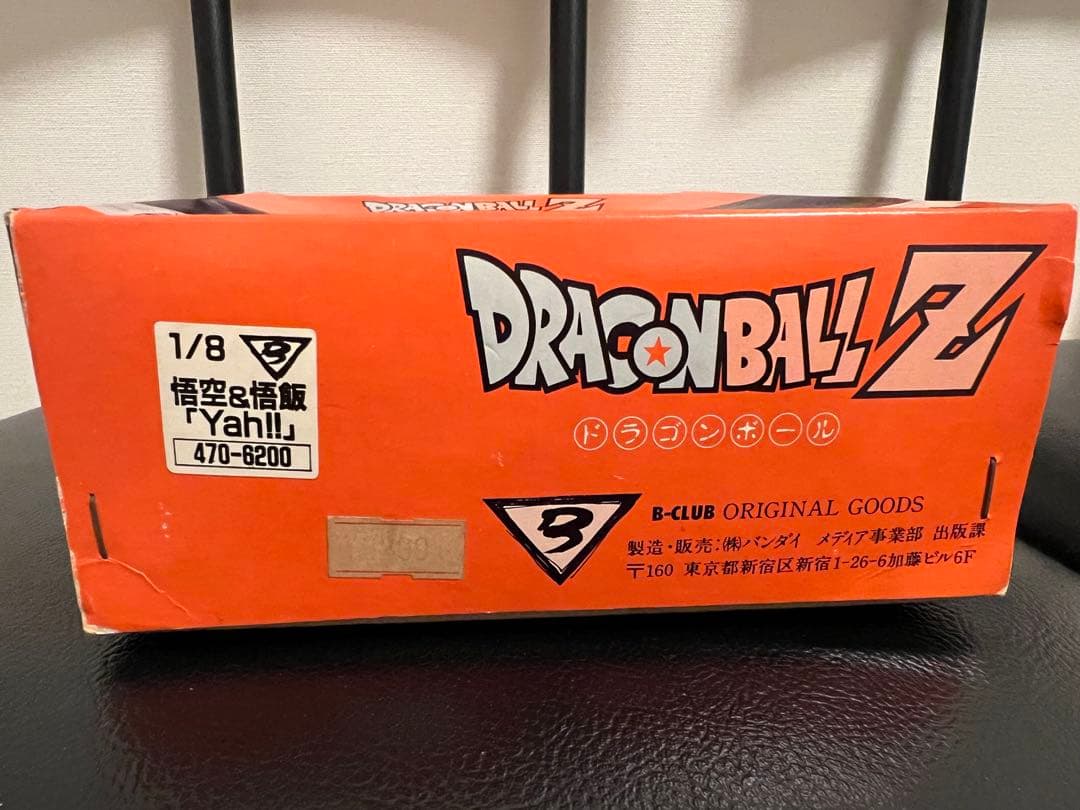 DRAGONBALL Z
DRAGONBALL Z
ドラゴンボール
1/8 B
悟空&悟飯
「Yah!!」
470-6200
B
B-CLUB ORIGINAL GOODS
製造・販売:㈱バンダイ メディア事業部 出版課
〒160 東京都新宿区新宿1-26-6加藤ビル6F